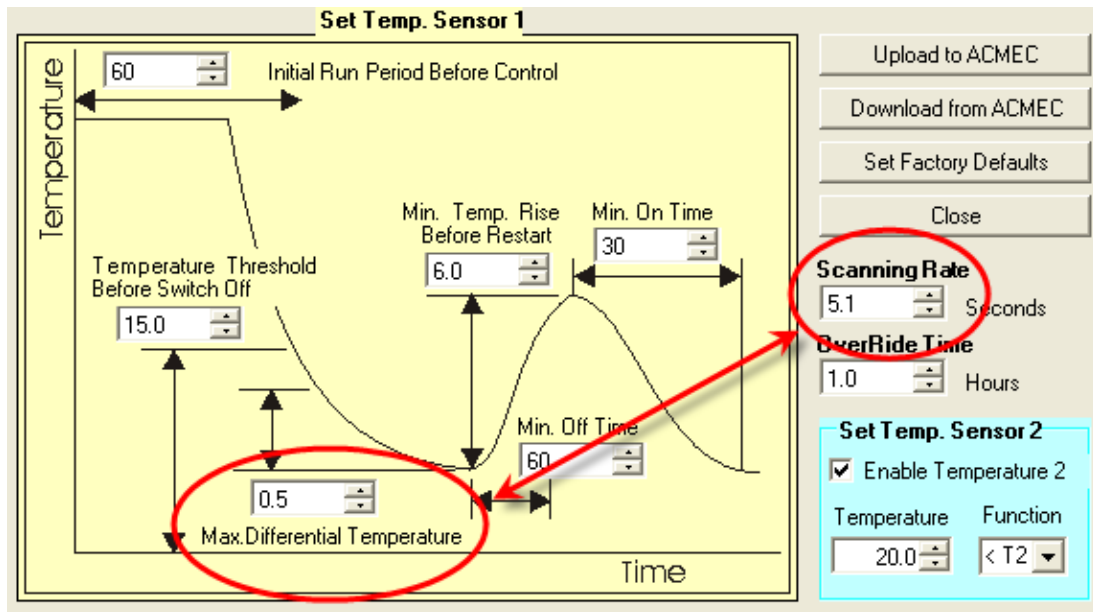 Set Temp. Sensor 1
Temperature
60
Initial Run Period Before Control
Min. Temp. Rise
Before Restart
6.0
Min. On Time
30
Temperature Threshold
Before Switch Off
15.0
Min. Off Time
60
0.5
Max.Differential Temperature
Time
Upload to ACMEC
Download from ACMEC
Set Factory Defaults
Close
Scanning Rate
5.1 Seconds
OverRide Time
1.0 Hours
Set Temp. Sensor 2
Enable Temperature 2
Temperature Function
20.0 < T2